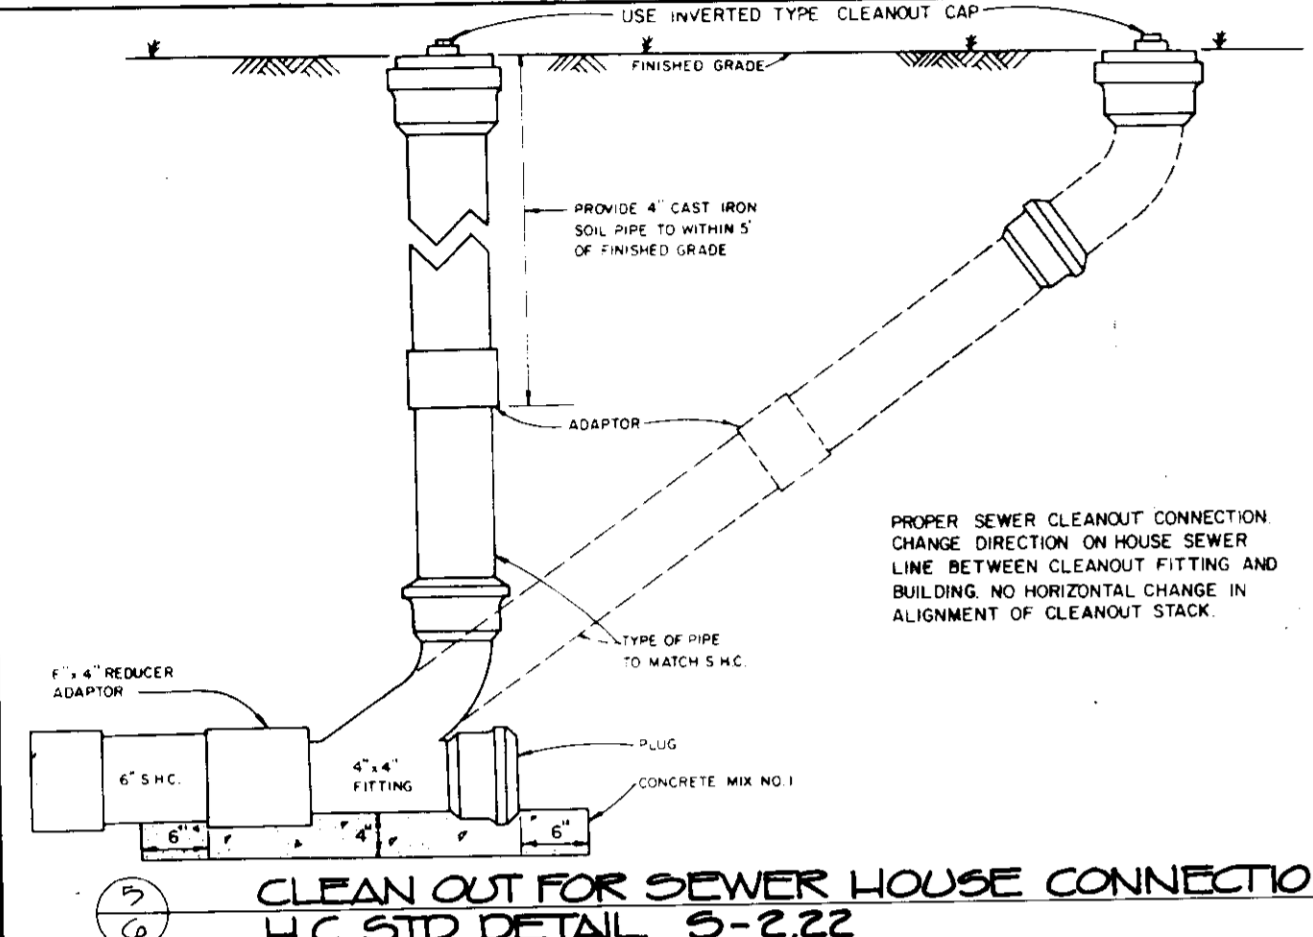 USE INVERTED TYPE CLEANOUT CAP
FINISHED GRADE
PROVIDE 4" CAST IRON
SOIL PIPE TO WITHIN 5'
OF FINISHED GRADE
ADAPTOR
PROPER SEWER CLEANOUT CONNECTION.
CHANGE DIRECTION ON HOUSE SEWER
LINE BETWEEN CLEANOUT FITTING AND
BUILDING. NO HORIZONTAL CHANGE IN
ALIGNMENT OF CLEANOUT STACK.
TYPE OF PIPE
TO MATCH S.H.C.
6" x 4" REDUCER
ADAPTOR
6" S.H.C.
4" x 4"
FITTING
PLUG
CONCRETE MIX NO. 1
6"
4"
6"
5
6
CLEAN OUT FOR SEWER HOUSE CONNECTIO
H.C. STD DETAIL S-2.22